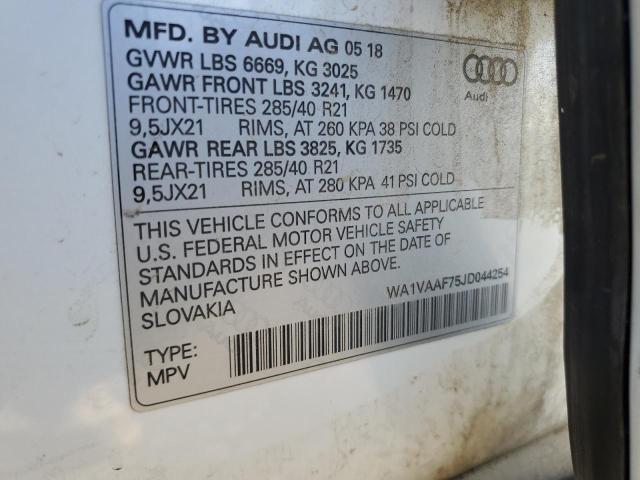 MFD. BY AUDI AG 05 18
GVWR LBS 6669, KG 3025
GAWR FRONT LBS 3241, KG 1470
FRONT-TIRES 285/40 R21
9,5JX21 RIMS, AT 260 KPA 38 PSI COLD
GAWR REAR LBS 3825, KG 1735
REAR-TIRES 285/40 R21
9,5JX21 RIMS, AT 280 KPA 41 PSI COLD
Audi
THIS VEHICLE CONFORMS TO ALL APPLICABLE
U.S. FEDERAL MOTOR VEHICLE SAFETY
STANDARDS IN EFFECT ON THE DATE OF
MANUFACTURE SHOWN ABOVE.
SLOVAKIA
WA1VAAF75JD044254
TYPE:
MPV